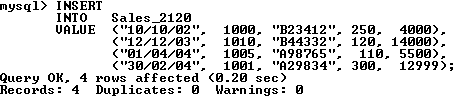 mysql> INSERT
    -> INTO   Sales_2120
    -> VALUE  ("10/10/02",  1000, "B23412", 250,  4000),
    ->        ("12/12/03",  1010, "B44332", 120, 14000),
    ->        ("01/04/04",  1005, "A98765",  110, 5500),
    ->        ("30/02/04",  1001, "A29834", 300,  12999);
Query OK, 4 rows affected (0.20 sec)
Records: 4  Duplicates: 0  Warnings: 0